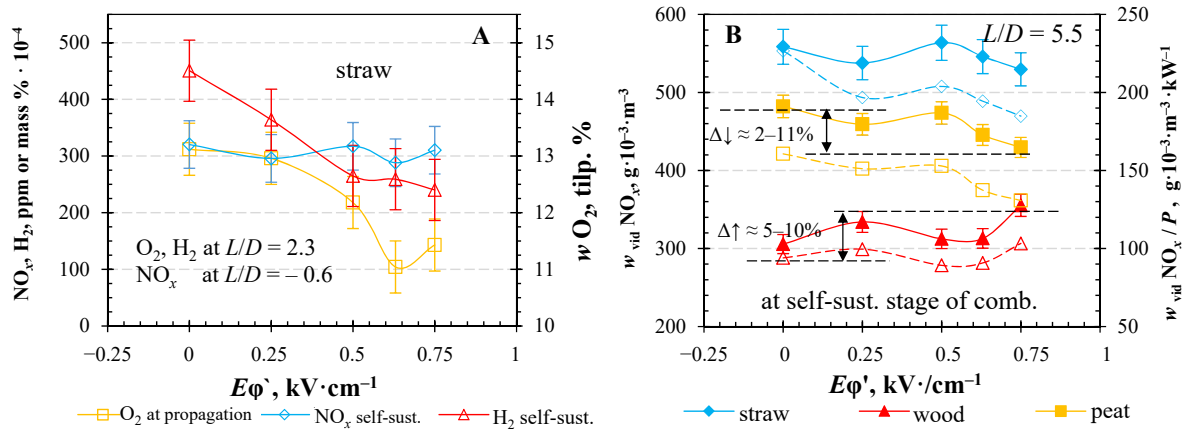 A
straw
O₂, H₂ at L/D = 2.3
NOₓ at L/D = – 0.6
NOₓ, H₂, ppm or mass % · 10⁻⁴
500
400
300
200
100
0
w O₂, tilp. %
15
14
13
12
11
10
−0.25 0 0.25 0.5 0.75 1
Eφ`, kV·cm⁻¹
O₂ at propagation NOₓ self-sust. H₂ self-sust.
B
L/D = 5.5
Δ↓ ≈ 2–11%
Δ↑ ≈ 5–10%
at self-sust. stage of comb.
w vid NOₓ, g·10⁻³·m⁻³
600
500
400
300
200
w vid NOₓ / P , g·10⁻³·m⁻³·kW⁻¹
250
200
150
100
50
−0.25 0 0.25 0.5 0.75 1
Eφ', kV·/cm⁻¹
straw wood peat